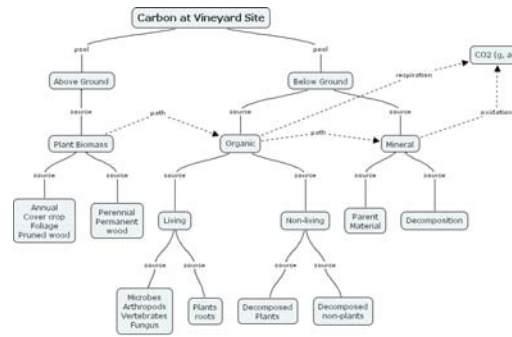 Carbon at Vineyard Site
pool
pool
CO2 (g, a
respiration
Above Ground
Below Ground
source
source
source
path
path
oxidation
Plant Biomass
Organic
Mineral
source
source
source
source
source
source
Annual
Cover crop
Foliage
Pruned wood
Perennial
Permanent
wood
Living
Non-living
Parent
Material
Decomposition
source
source
source
source
Microbes
Arthropods
Vertebrates
Fungus
Plants
roots
Decomposed
Plants
Decomposed
non-plants